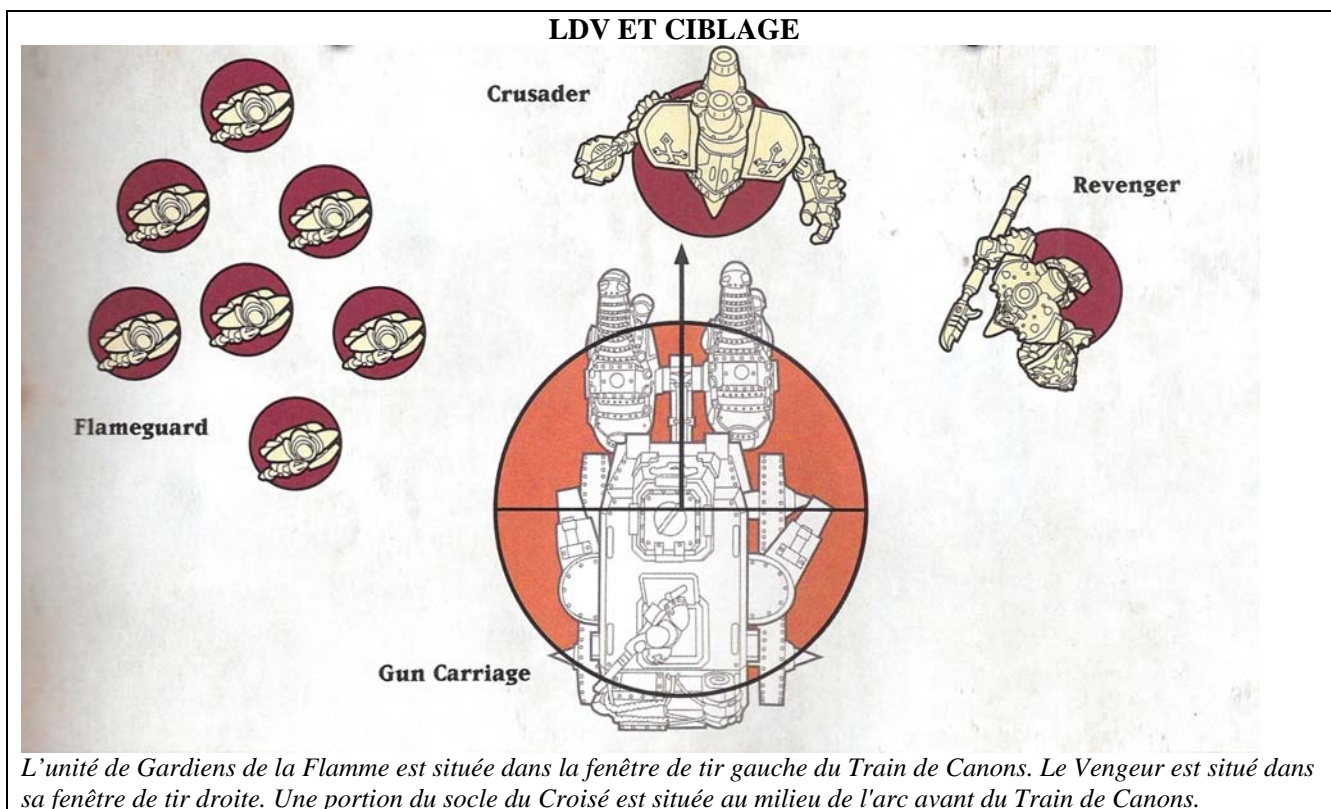 LDV ET CIBLAGE
Crusader
Revenger
Flameguard
Gun Carriage
L'unité de Gardiens de la Flamme est située dans la fenêtre de tir gauche du Train de Canons. Le Vengeur est situé dans
sa fenêtre de tir droite. Une portion du socle du Croisé est située au milieu de l'arc avant du Train de Canons.